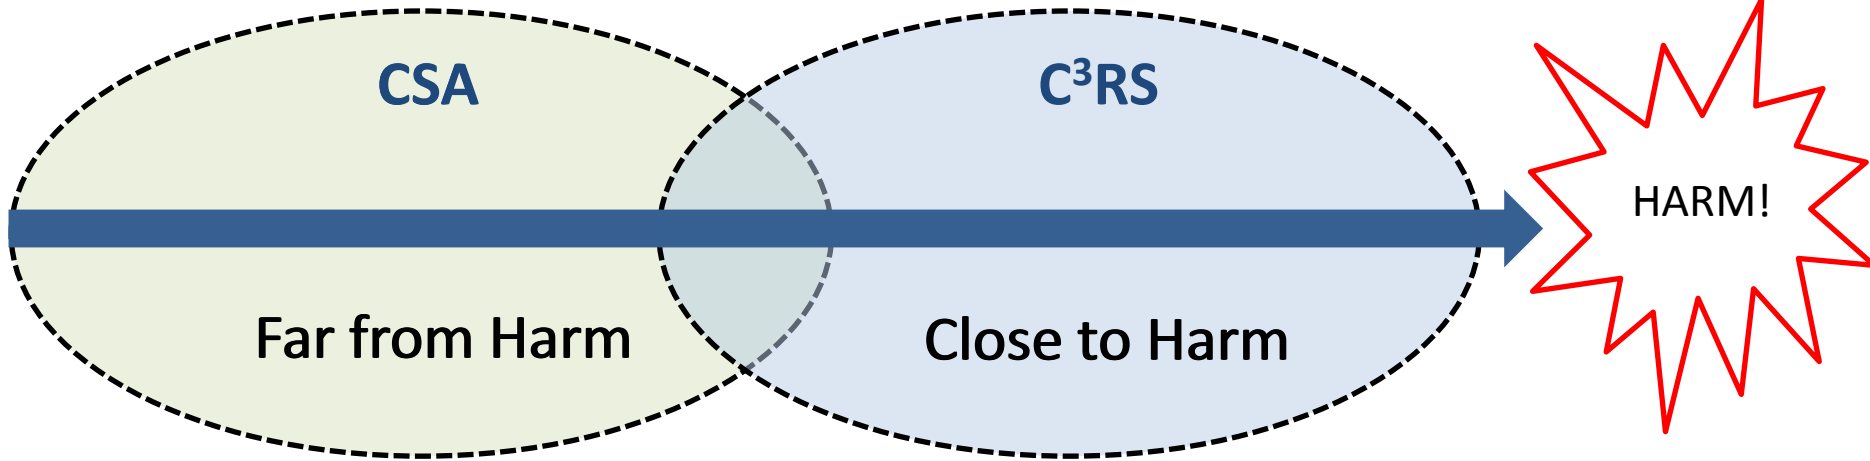 CSA
C³RS
HARM!
Far from Harm
Close to Harm